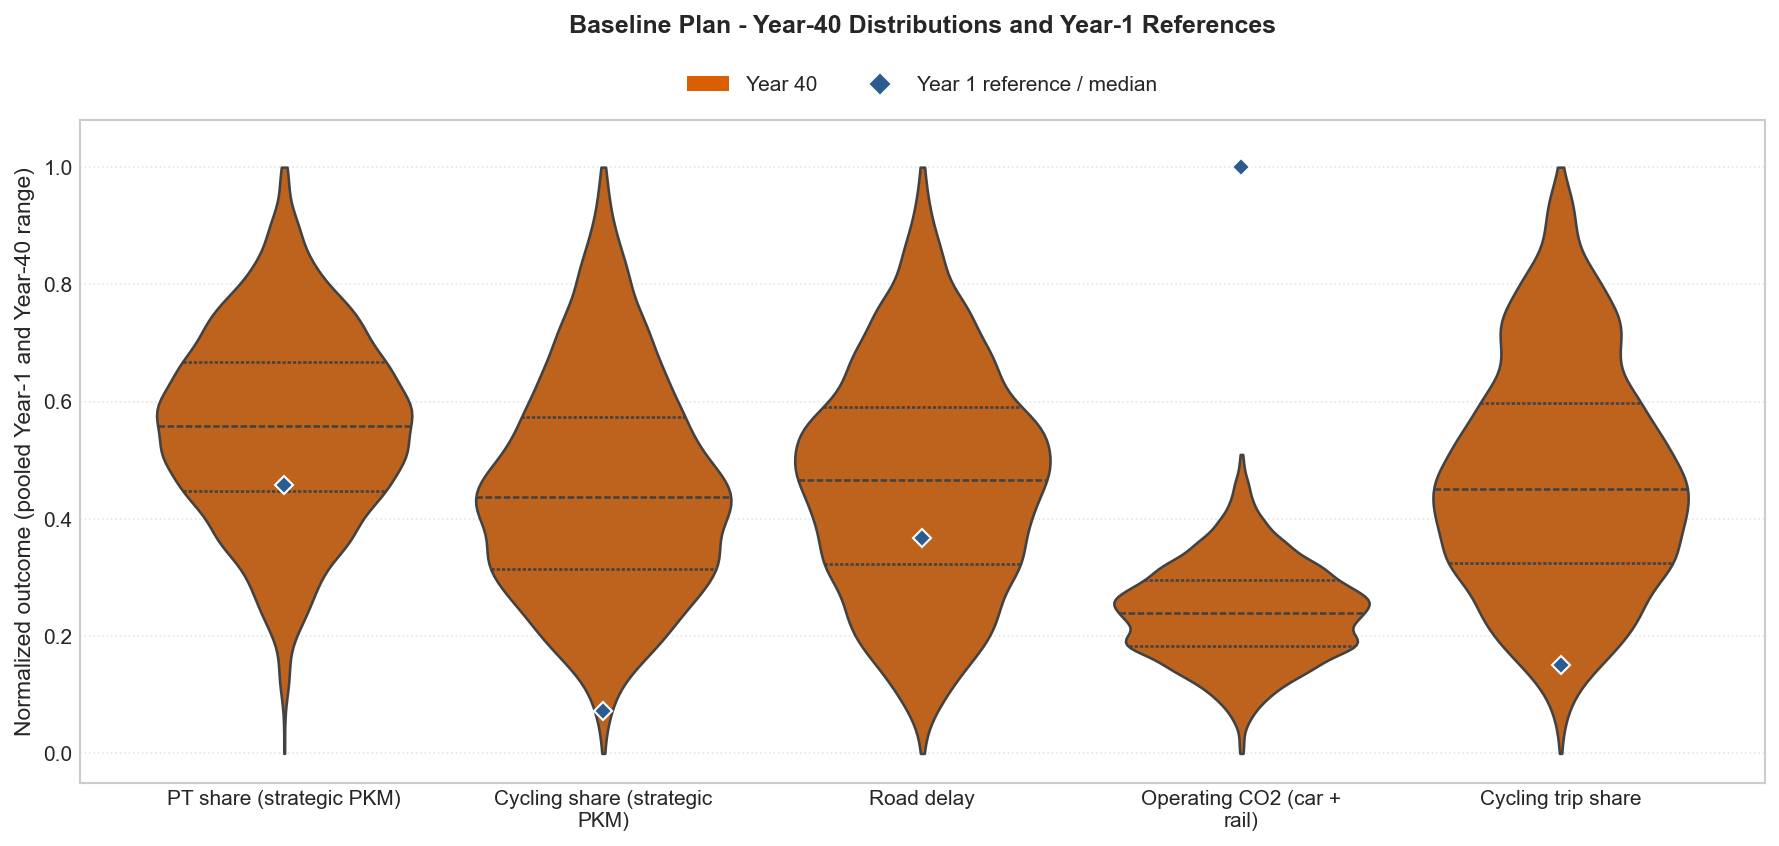 Baseline Plan - Year-40 Distributions and Year-1 References
Year 40
Year 1 reference / median
Normalized outcome (pooled Year-1 and Year-40 range)
1.0
0.8
0.6
0.4
0.2
0.0
PT share (strategic PKM)
Cycling share (strategic
PKM)
Road delay
Operating CO2 (car +
rail)
Cycling trip share